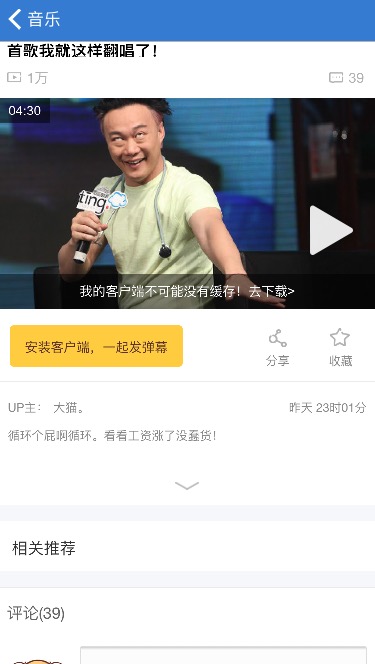 音乐
首歌我就这样翻唱了！
1万
39
04:30
ting.
我的客户端不可能没有缓存！去下载>
安装客户端，一起发弹幕
分享
收藏
UP主： 大猫。
昨天 23时01分
循环个屁啊循环。看看工资涨了没蠢货！
相关推荐
评论(39)